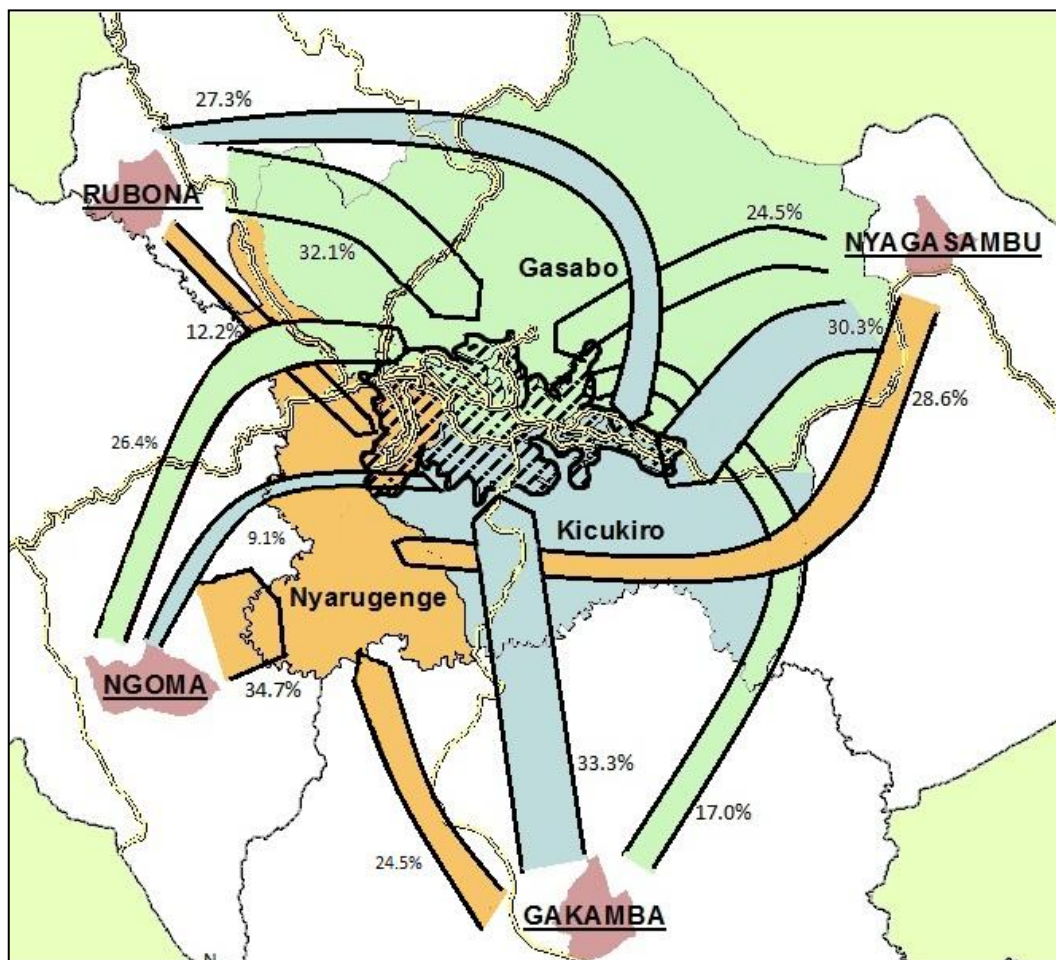 27.3%
RUBONA
24.5%
NYAGASAMBU
32.1%
Gasabo
12.2%
30.3%
28.6%
26.4%
9.1%
Kicukiro
Nyarugenge
NGOMA
34.7%
33.3%
17.0%
24.5%
GAKAMBA
N